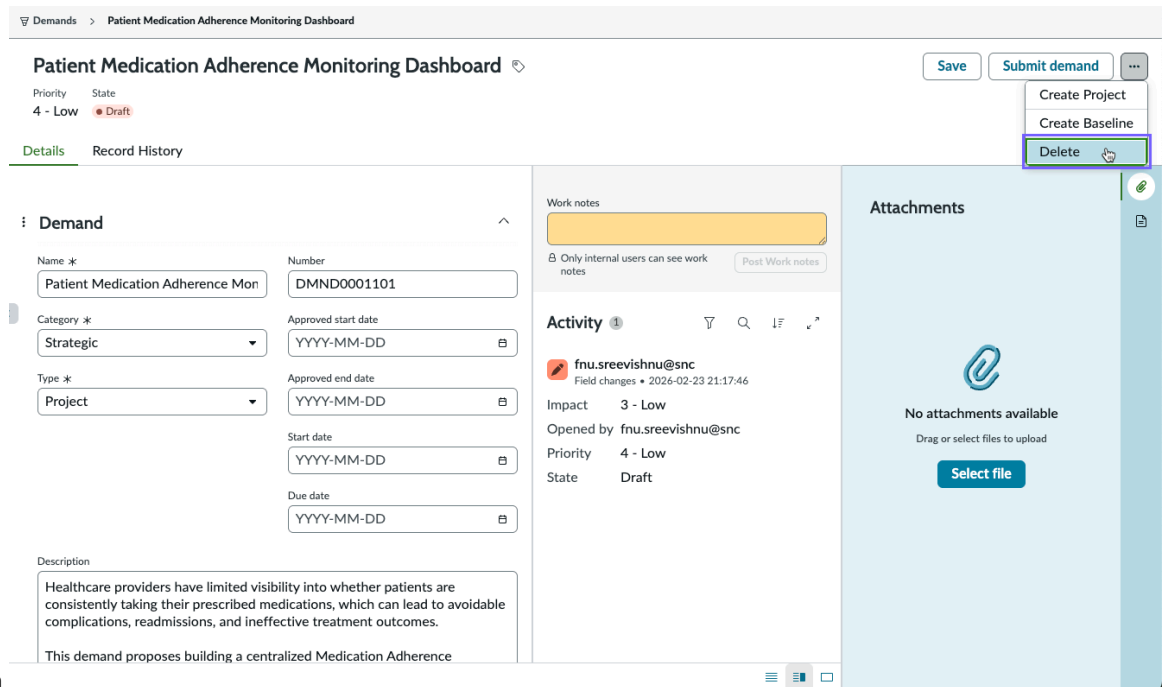 Demands > Patient Medication Adherence Monitoring Dashboard
Patient Medication Adherence Monitoring Dashboard
Save
Submit demand
...
Priority
State
4 - Low
Draft
Create Project
Create Baseline
Delete
Details
Record History
Demand
Name *
Patient Medication Adherence Mon
Number
DMND0001101
Category *
Strategic
Approved start date
YYYY-MM-DD
Type *
Project
Approved end date
YYYY-MM-DD
Start date
YYYY-MM-DD
Due date
YYYY-MM-DD
Description
Healthcare providers have limited visibility into whether patients are
consistently taking their prescribed medications, which can lead to avoidable
complications, readmissions, and ineffective treatment outcomes.
This demand proposes building a centralized Medication Adherence
Work notes
Only internal users can see work
notes
Post Work notes
Activity 1
fnu.sreevishnu@snc
Field changes • 2026-02-23 21:17:46
Impact 3 - Low
Opened by fnu.sreevishnu@snc
Priority 4 - Low
State Draft
Attachments
No attachments available
Drag or select files to upload
Select file